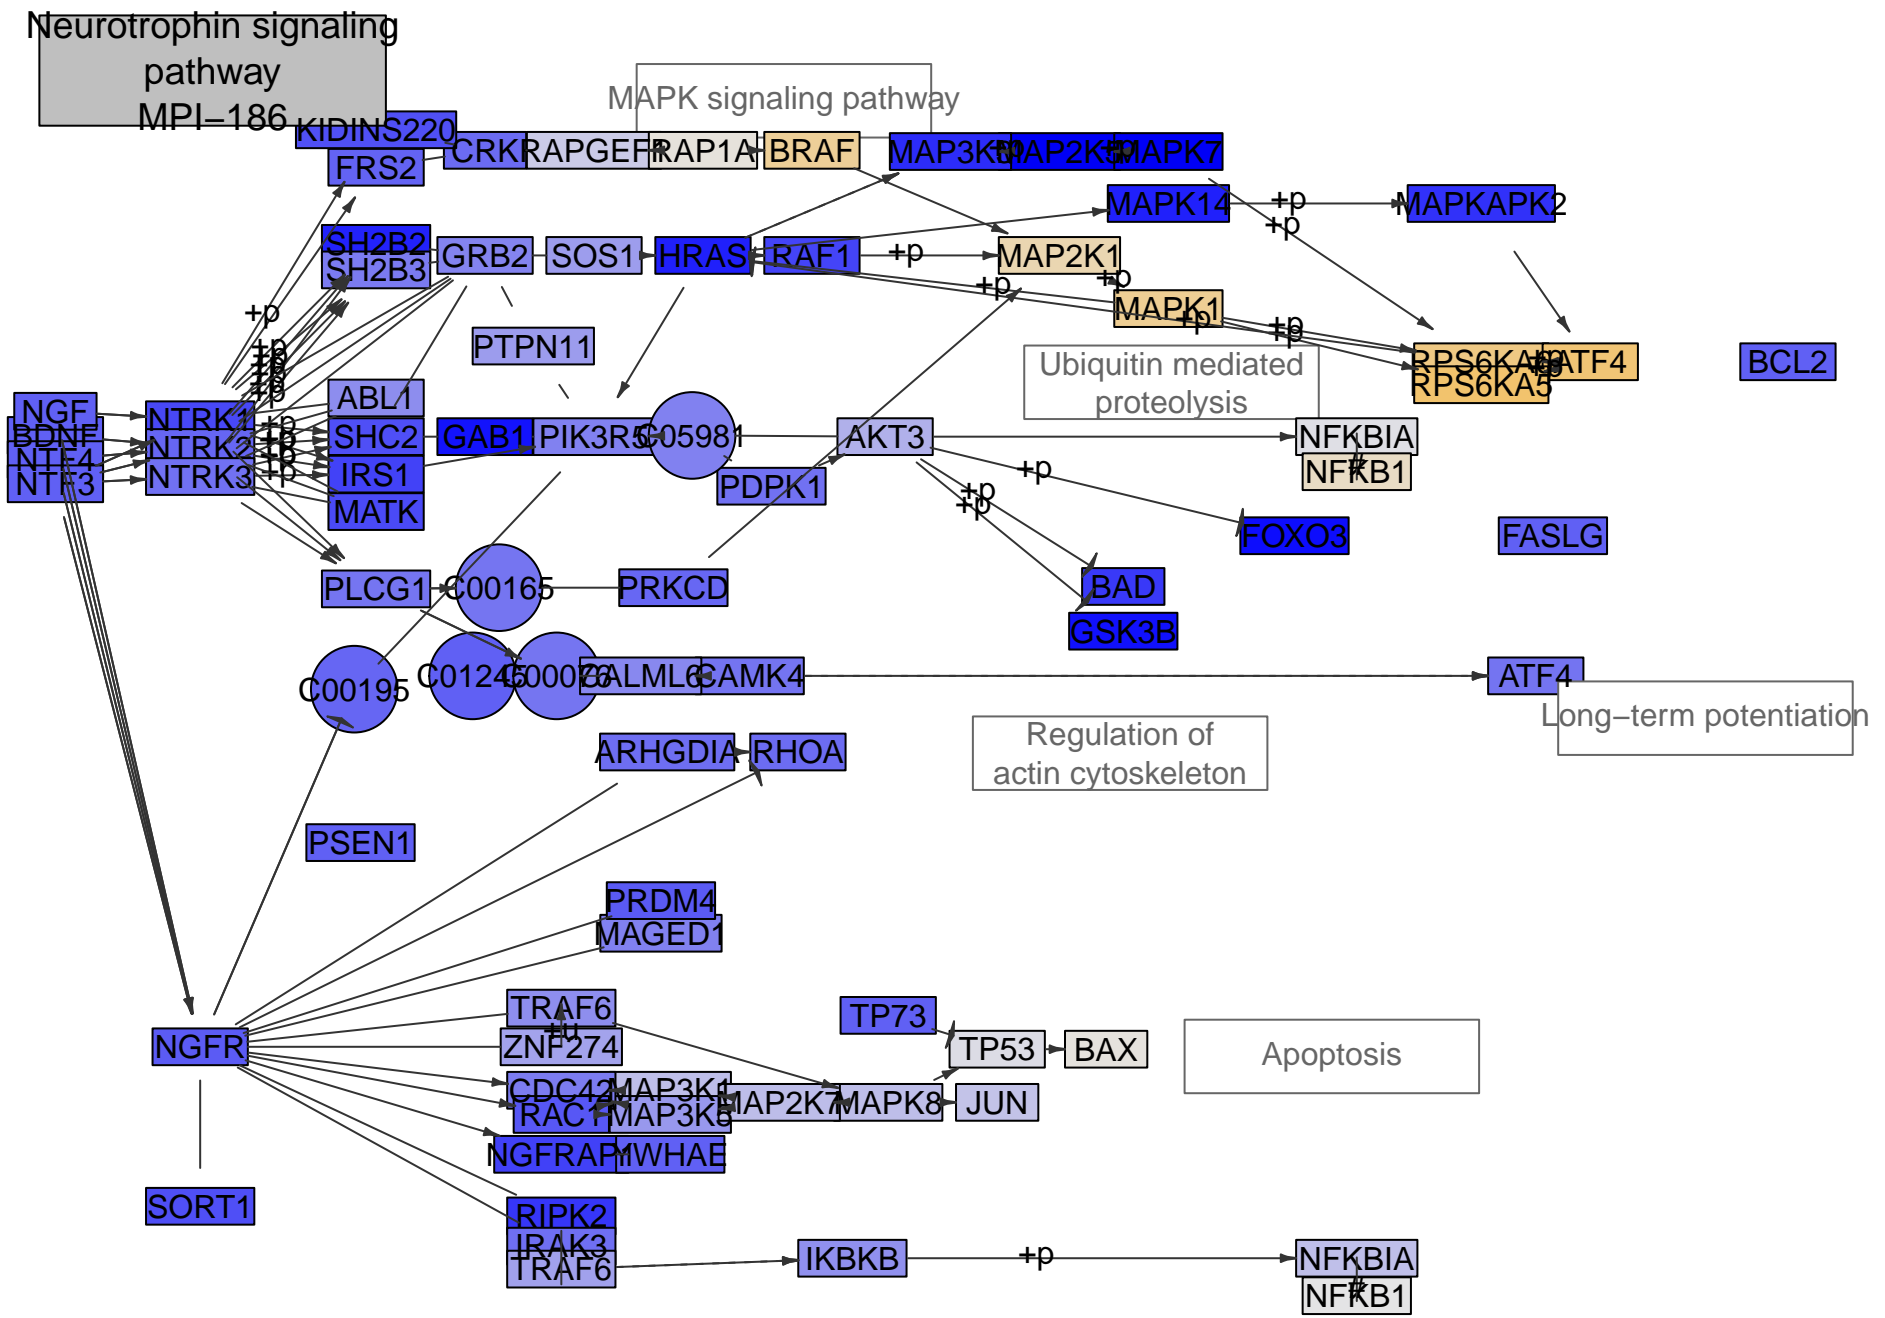 Neurotrophin signaling
pathway
MPI−186
MAPK signaling pathway
KIDINS220
FRS2
RAP1A
BRAF
MAPK7
MAPK14
+p
MAPKAPK2
+p
SH2B2
SH2B3
GRB2
SOS1
HRAS
RAF1
+p
MAP2K1
+p
+p
MAPK1
+p
+p
PTPN11
Ubiquitin mediated
proteolysis
RPS6KA5
ATF4
BCL2
+p
+p
ABL1
NGF
BDNF
NTF4
NTF3
NTRK1
NTRK2
NTRK3
+p
+p
+p
+p
SHC2
IRS1
MATK
GAB1
PIK3R5
C05981
AKT3
PDPK1
NFKBIA
NFKB1
+p
+p
+p
FOXO3
FASLG
PLCG1
C00165
PRKCD
BAD
GSK3B
C00195
C01245
C00076
CALML6
CAMK4
ATF4
Long−term potentiation
ARHGDIA
RHOA
Regulation of
actin cytoskeleton
PSEN1
PRDM4
MAGED1
TRAF6
+u
ZNF274
TP73
TP53
BAX
Apoptosis
NGFR
CDC42
RAC1
MAP3K1
MAP3K5
MAP2K7
MAPK8
JUN
NGFRAP1
YWHAE
SORT1
RIPK2
IRAK3
TRAF6
IKBKB
+p
NFKBIA
NFKB1